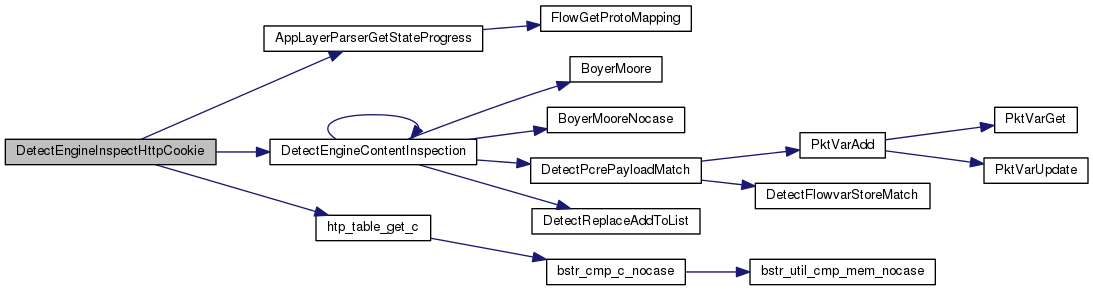 FlowGetProtoMapping
AppLayerParserGetStateProgress
BoyerMoore
BoyerMooreNocase
PktVarGet
DetectEngineInspectHttpCookie
DetectEngineContentInspection
PktVarAdd
DetectPcrePayloadMatch
PktVarUpdate
DetectFlowvarStoreMatch
DetectReplaceAddToList
htp_table_get_c
bstr_cmp_c_nocase
bstr_util_cmp_mem_nocase